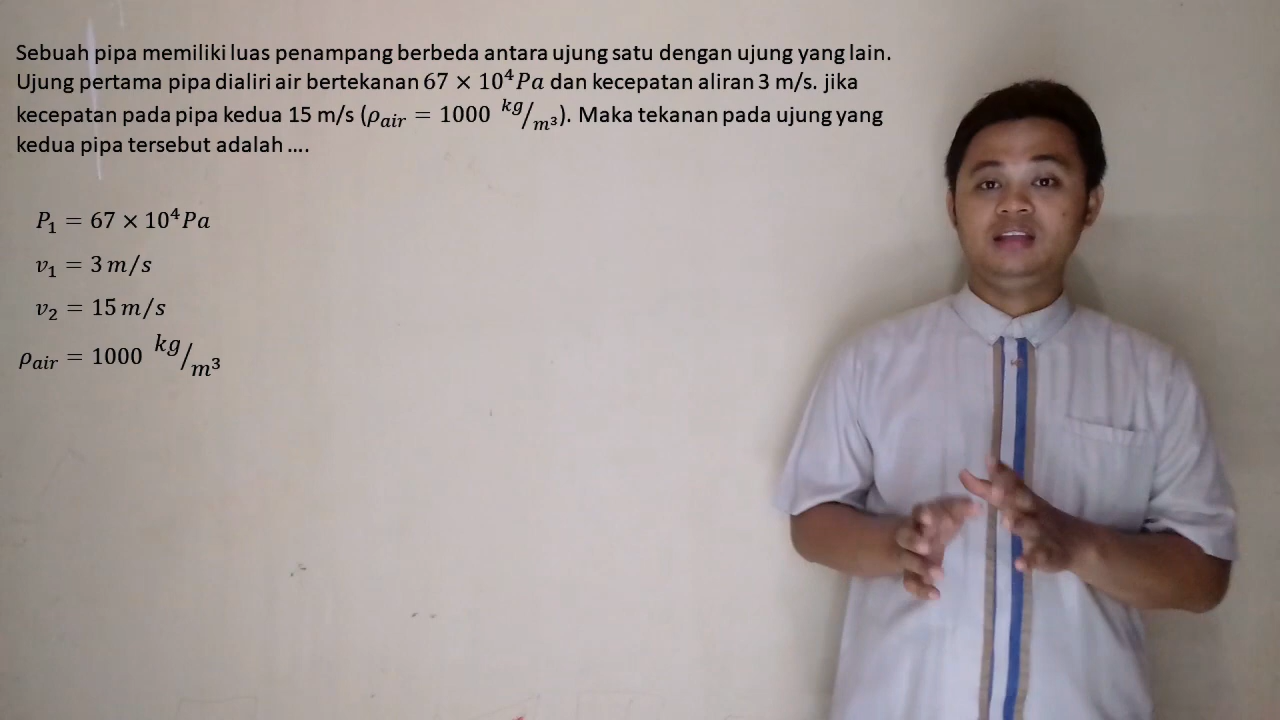 Sebuah pipa memiliki luas penampang berbeda antara ujung satu dengan ujung yang lain.
Ujung pertama pipa dialiri air bertekanan 67 × 10⁴ Pa dan kecepatan aliran 3 m/s. jika
kecepatan pada pipa kedua 15 m/s (ρ_air = 1000 kg/m³). Maka tekanan pada ujung yang
kedua pipa tersebut adalah ....
P₁ = 67 × 10⁴ Pa
v₁ = 3 m/s
v₂ = 15 m/s
ρ_air = 1000 kg/m³